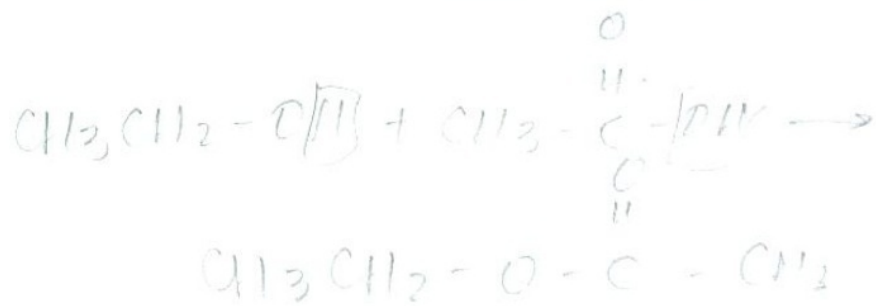 O
||
CH3CH2 - O[H] + CH3 - C - [OH →
O
||
CH3CH2 - O - C - CH3